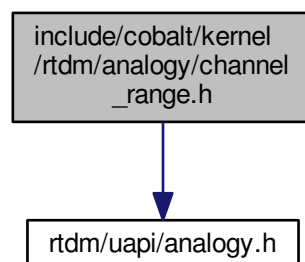 include/cobalt/kernel
/rtdm/analogy/channel
_range.h
rtdm/uapi/analogy.h